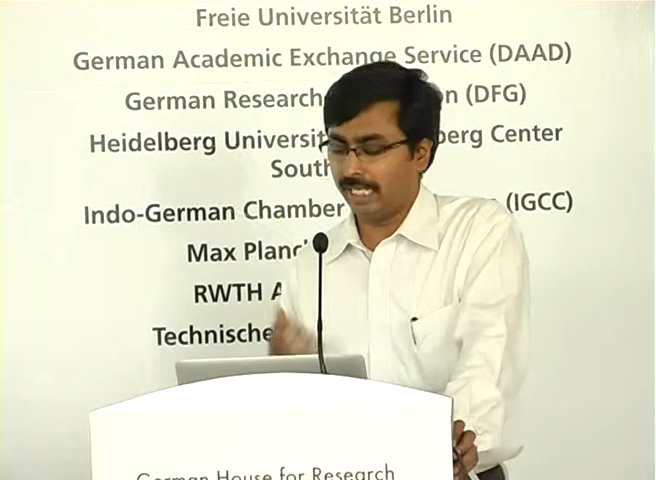 Freie Universität Berlin
German Academic Exchange Service (DAAD)
German Research n (DFG)
Heidelberg Universit berg Center
South
Indo-German Chamber (IGCC)
Max Planc
RWTH A
Technische
German House for Research